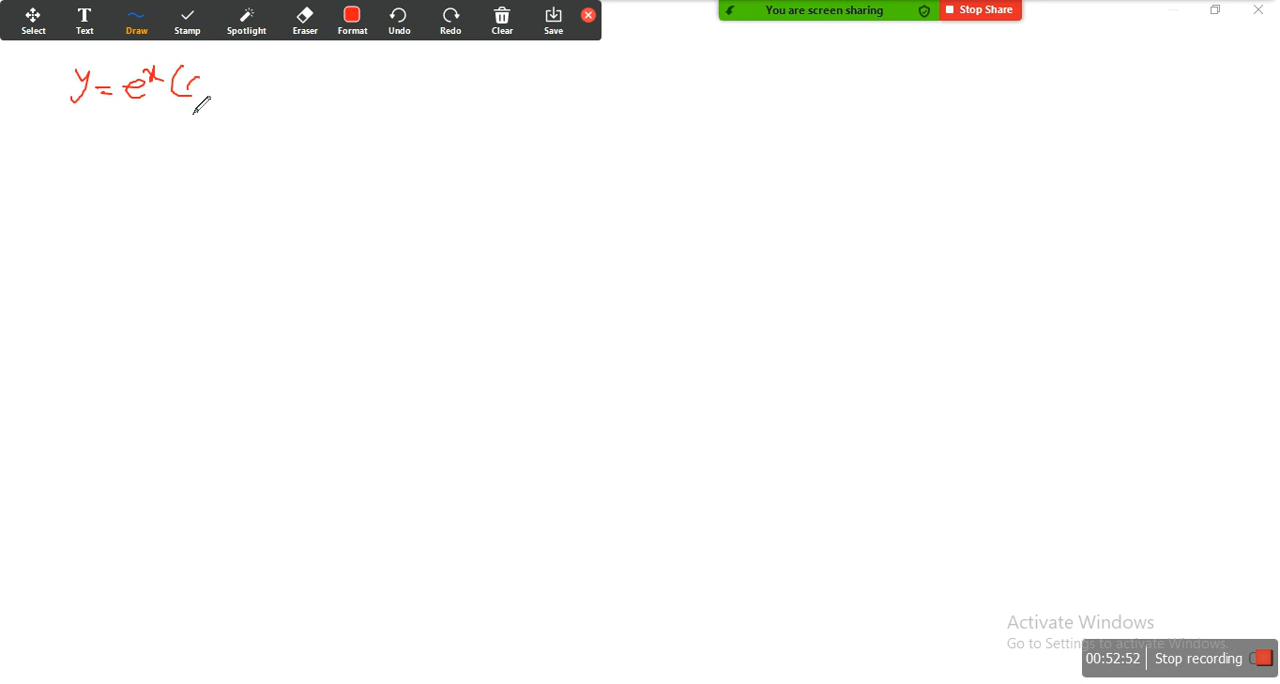 Select Text Draw Stamp Spotlight Eraser Format Undo Redo Clear Save
You are screen sharing Stop Share
y = eˣ (
Activate Windows
Go to Settings to activate Windows.
00:52:52 Stop recording